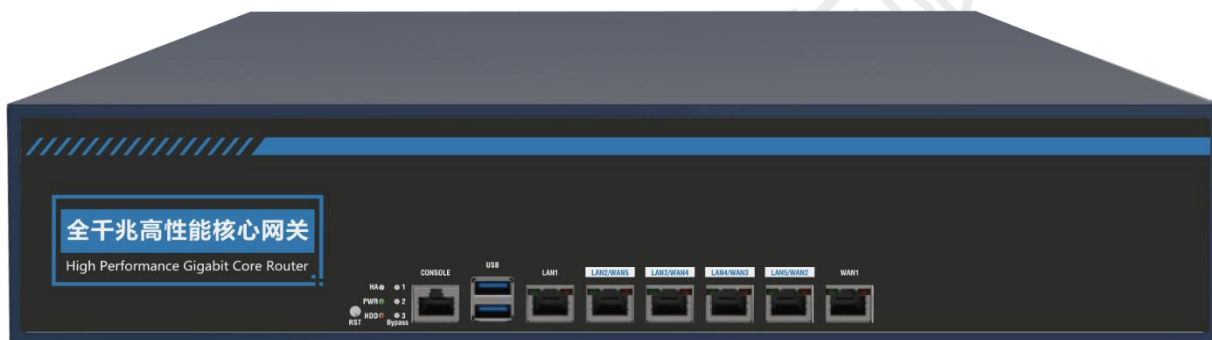 全千兆高性能核心网关
High Performance Gigabit Core Router
CONSOLE
USB
LAN1
LAN2/WAN5
LAN3/WAN4
LAN4/WAN3
LAN5/WAN2
WAN1
HA 1
PWR 2
HDD 3
RST
Bypass